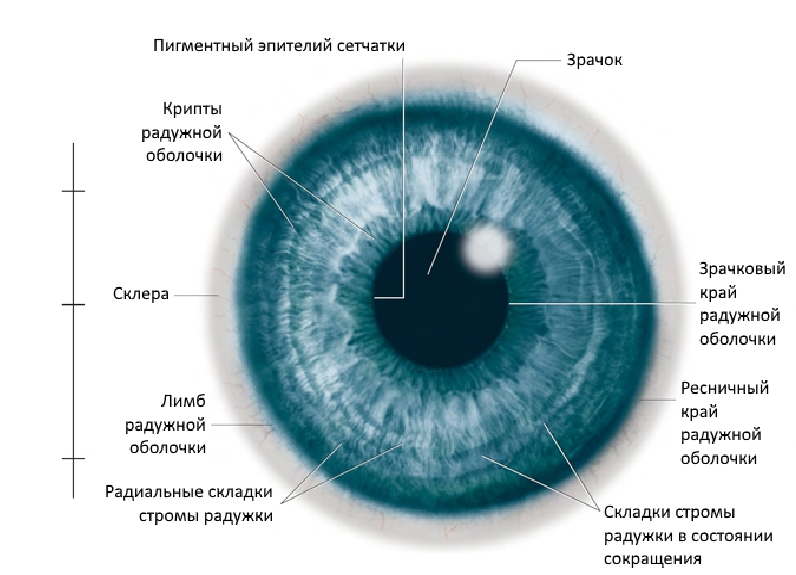 Пигментный эпителий сетчатки
Зрачок
Крипты
радужной
оболочки
Склера
Зрачковый
край
радужной
оболочки
Лимб
радужной
оболочки
Ресничный
край
радужной
оболочки
Радиальные складки
стромы радужки
Складки стромы
радужки в состоянии
сокращения